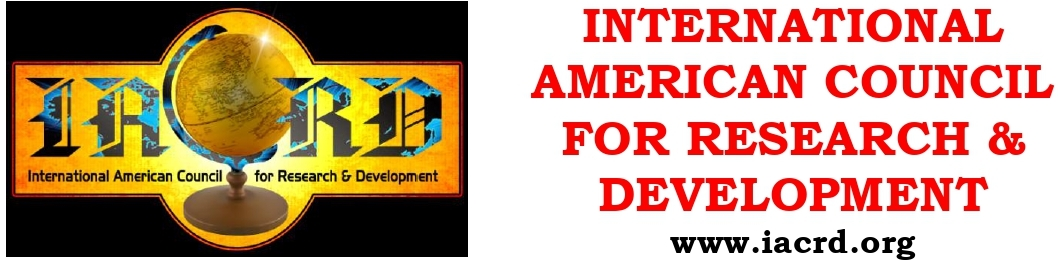 IACRD
International American Council for Research & Development
INTERNATIONAL
AMERICAN COUNCIL
FOR RESEARCH &
DEVELOPMENT
www.iacrd.org